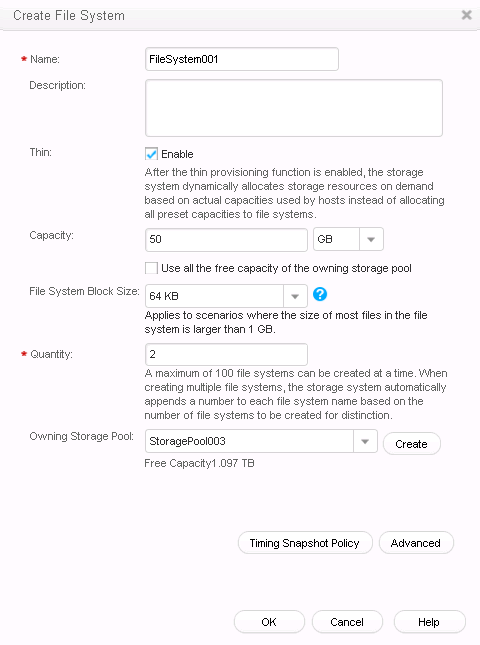 Create File System
* Name: FileSystem001
Description:
Thin: Enable
After the thin provisioning function is enabled, the storage
system dynamically allocates storage resources on demand
based on actual capacities used by hosts instead of allocating
all preset capacities to file systems.
Capacity: 50 GB
Use all the free capacity of the owning storage pool
File System Block Size: 64 KB ?
Applies to scenarios where the size of most files in the file
system is larger than 1 GB.
* Quantity: 2
A maximum of 100 file systems can be created at a time. When
creating multiple file systems, the storage system automatically
appends a number to each file system name based on the
number of file systems to be created for distinction.
Owning Storage Pool: StoragePool003 Create
Free Capacity1.097 TB
Timing Snapshot Policy Advanced
OK Cancel Help